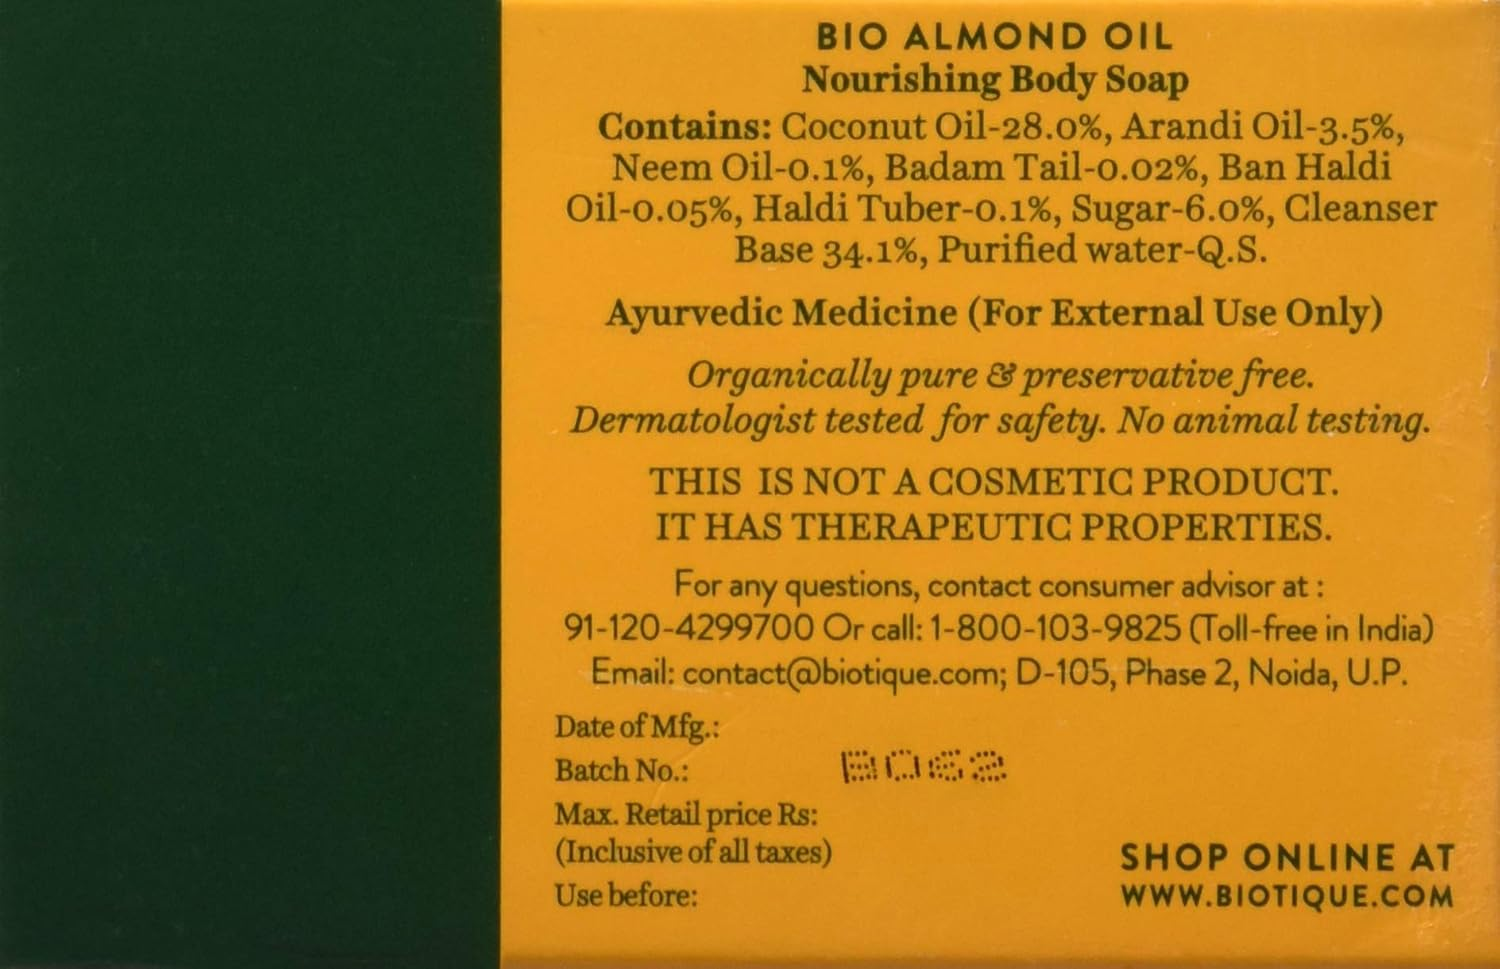 BIO ALMOND OIL
Nourishing Body Soap
Contains: Coconut Oil-28.0%, Arandi Oil-3.5%,
Neem Oil-0.1%, Badam Tail-0.02%, Ban Haldi
Oil-0.05%, Haldi Tuber-0.1%, Sugar-6.0%, Cleanser
Base 34.1%, Purified water-Q.S.
Ayurvedic Medicine (For External Use Only)
Organically pure & preservative free.
Dermatologist tested for safety. No animal testing.
THIS IS NOT A COSMETIC PRODUCT.
IT HAS THERAPEUTIC PROPERTIES.
For any questions, contact consumer advisor at :
91-120-4299700 Or call: 1-800-103-9825 (Toll-free in India)
Email: contact@biotique.com; D-105, Phase 2, Noida, U.P.
Date of Mfg.:
Batch No.:
Max. Retail price Rs:
(Inclusive of all taxes)
Use before:
SHOP ONLINE AT
WWW.BIOTIQUE.COM